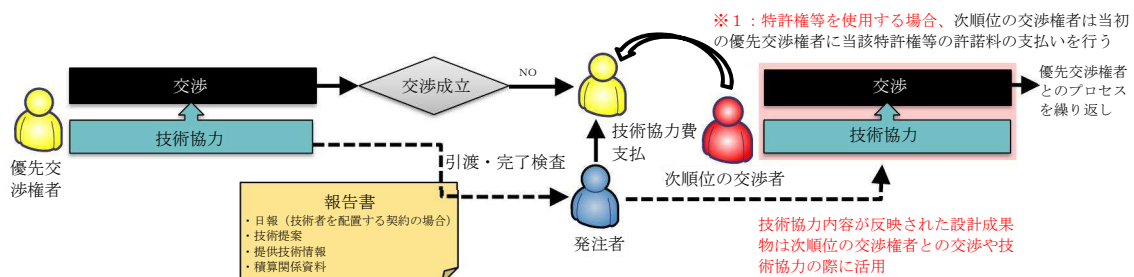 ※1:特許権等を使用する場合、次順位の交渉権者は当初
の優先交渉権者に当該特許権等の許諾料の支払いを行う
交渉
交渉成立
NO
交渉
優先交渉権者
とのプロセス
を繰り返し
技術協力
技術協力費
支払
技術協力
優先交
渉権者
引渡・完了検査
次順位の交渉者
報告書
・日報(技術者を配置する契約の場合)
・技術提案
・提供技術情報
・積算関係資料
発注者
技術協力内容が反映された設計成果
物は次順位の交渉権者との交渉や技
術協力の際に活用